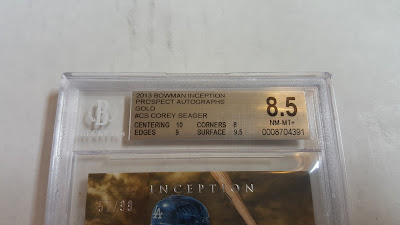 2013 BOWMAN INCEPTION
PROSPECT AUTOGRAPHS
GOLD
#CS COREY SEAGER
CENTERING 10 CORNERS 8
EDGES 9 SURFACE 9.5
8.5
NM-MT+
0008704391
B
INCEPTION
LA